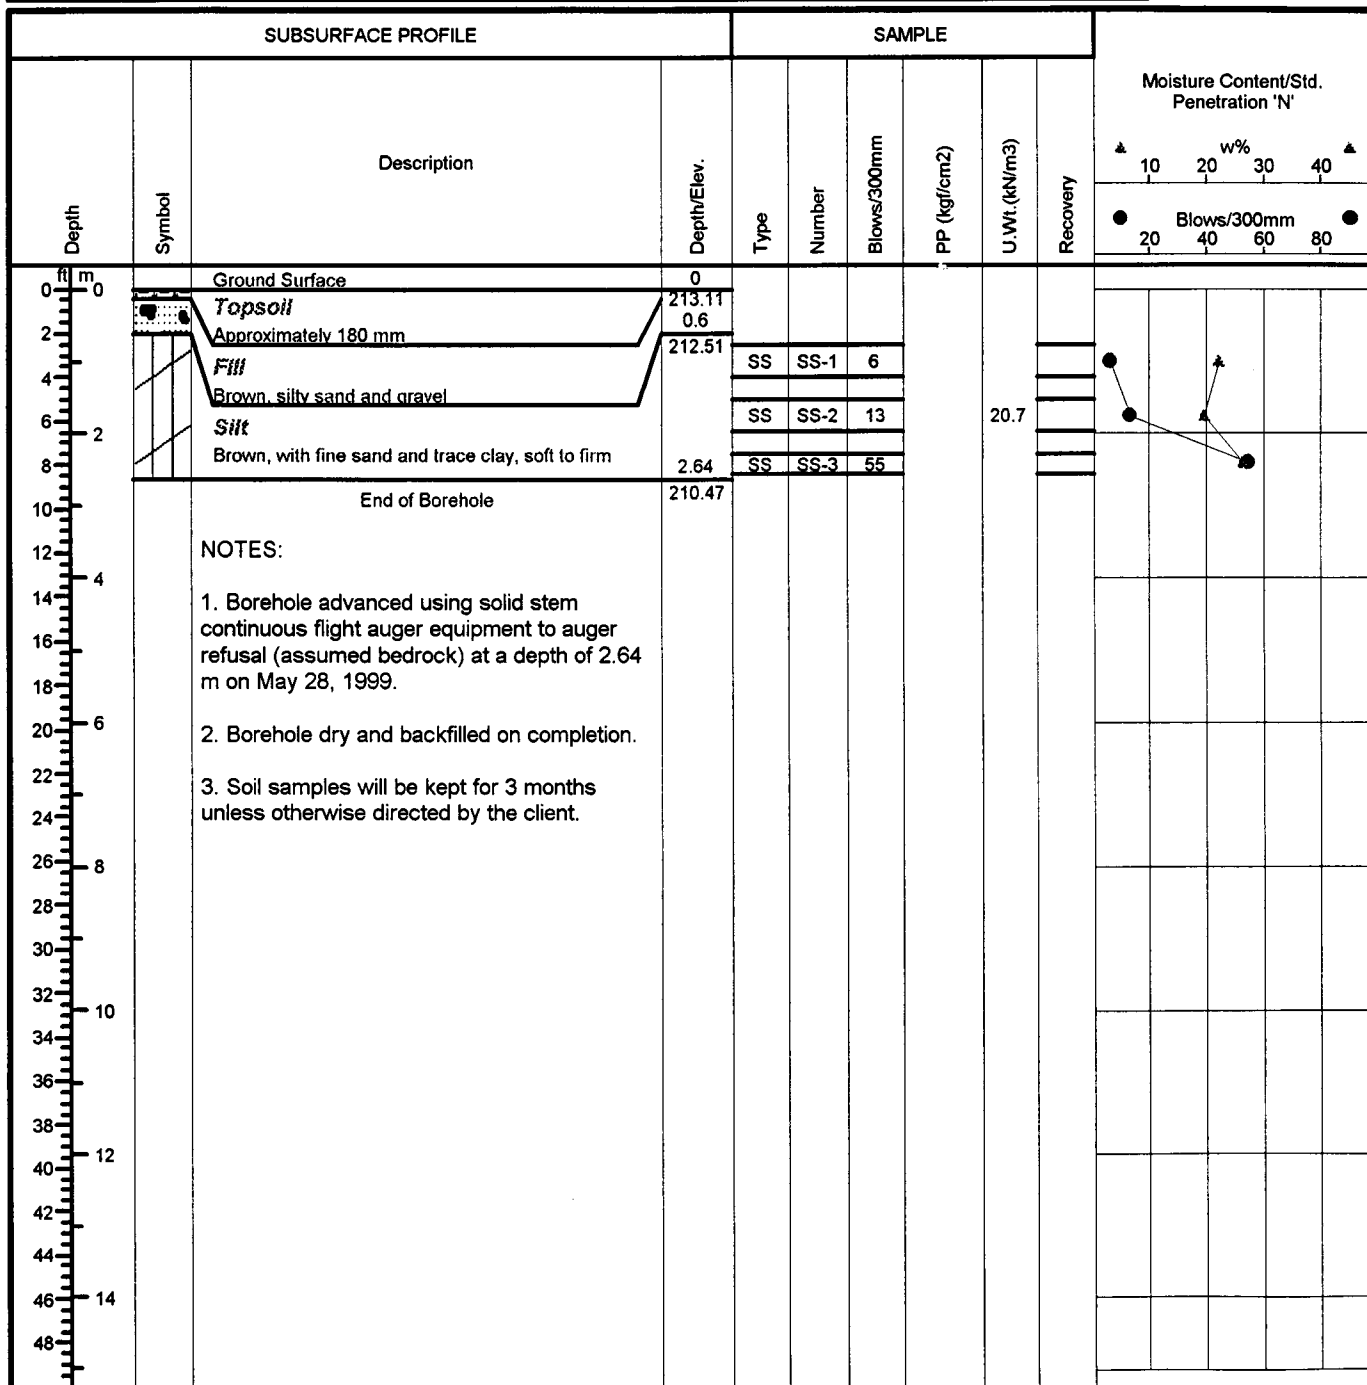 SUBSURFACE PROFILE
SAMPLE
Depth
Symbol
Description
Depth/Elev.
Type
Number
Blows/300mm
PP (kgf/cm2)
U.Wt.(kN/m3)
Recovery
Moisture Content/Std.
Penetration 'N'
w%
10 20 30 40
Blows/300mm
20 40 60 80
ft m
0 0
2
4
6 2
8
10
12
4
14
16
18
20 6
22
24
26 8
28
30
32
10
34
36
38
12
40
42
44
46 14
48
Ground Surface 0
Topsoil 213.11
Approximately 180 mm 0.6
212.51
Fill
Brown, silty sand and gravel
Silt
Brown, with fine sand and trace clay, soft to firm 2.64
End of Borehole 210.47
SS SS-1 6
SS SS-2 13 20.7
SS SS-3 55
NOTES:
1. Borehole advanced using solid stem
continuous flight auger equipment to auger
refusal (assumed bedrock) at a depth of 2.64
m on May 28, 1999.
2. Borehole dry and backfilled on completion.
3. Soil samples will be kept for 3 months
unless otherwise directed by the client.